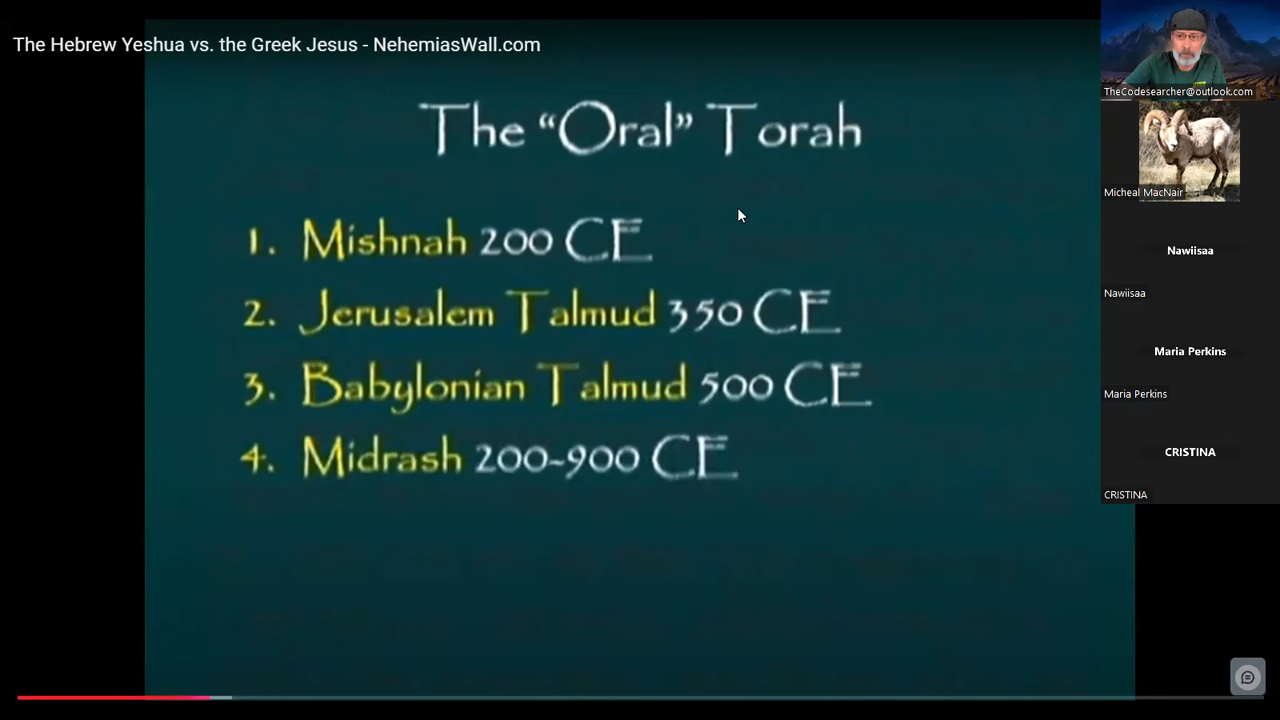 The Hebrew Yeshua vs. the Greek Jesus - NehemiasWall.com
The “Oral” Torah
1. Mishnah 200 CE
2. Jerusalem Talmud 350 CE
3. Babylonian Talmud 500 CE
4. Midrash 200-900 CE
TheCodesearcher@outlook.com
Micheal MacNair
Nawiisaa
Nawiisaa
Maria Perkins
Maria Perkins
CRISTINA
CRISTINA